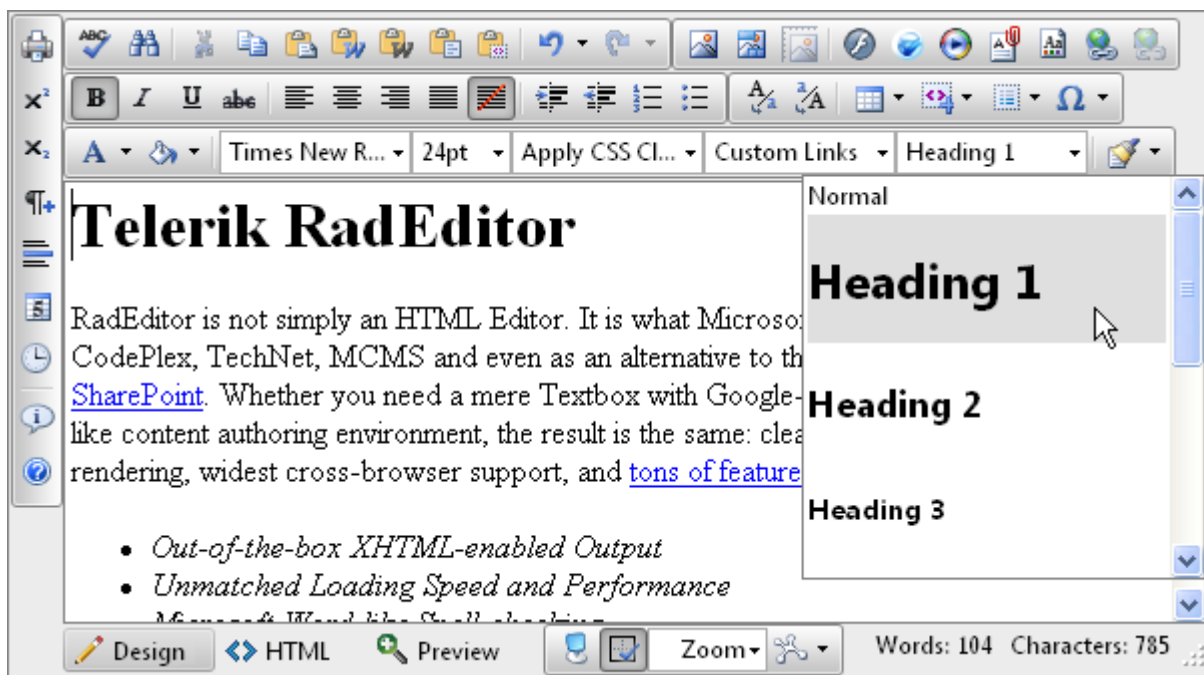 ABC
B I U abc
A Times New R... 24pt Apply CSS Cl... Custom Links Heading 1
Normal
Heading 1
Heading 2
Heading 3
Telerik RadEditor
RadEditor is not simply an HTML Editor. It is what
CodePlex, TechNet, MCMS and even as an alternative to
SharePoint. Whether you need a mere Textbox with Google-
like content authoring environment, the result is the same:
rendering, widest cross-browser support, and tons of
• Out-of-the-box XHTML-enabled Output
• Unmatched Loading Speed and Performance
Design HTML Preview Zoom Words: 104 Characters: 785